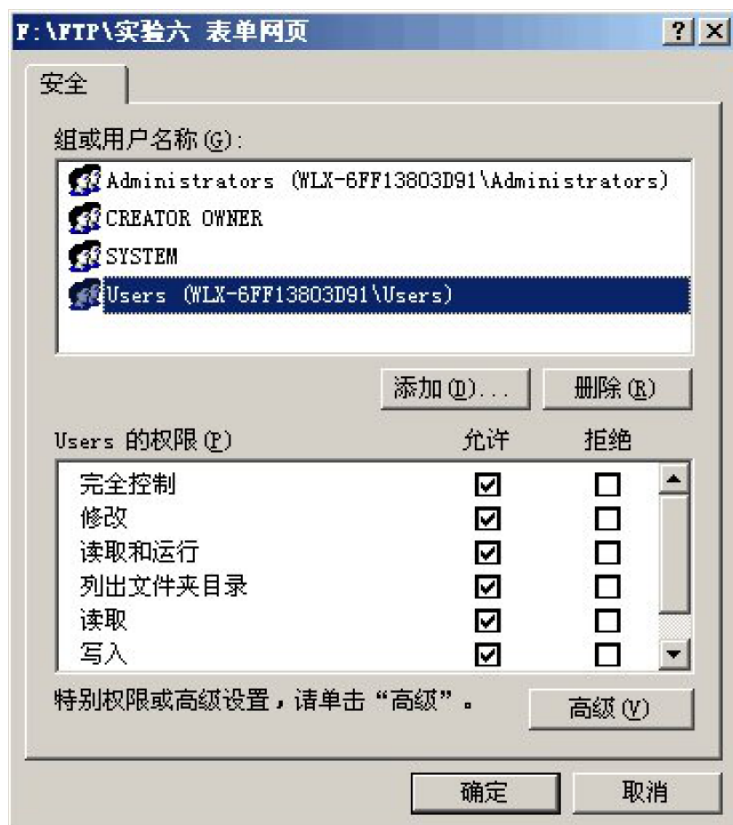 F:\FTP\实验六 表单网页
安全
组或用户名称(G):
Administrators (WLX-6FF13803D91\Administrators)
CREATOR OWNER
SYSTEM
Users (WLX-6FF13803D91\Users)
添加(D)... 删除(R)
Users 的权限(P) 允许 拒绝
完全控制
修改
读取和运行
列出文件夹目录
读取
写入
特别权限或高级设置，请单击“高级”。 高级(V)
确定 取消